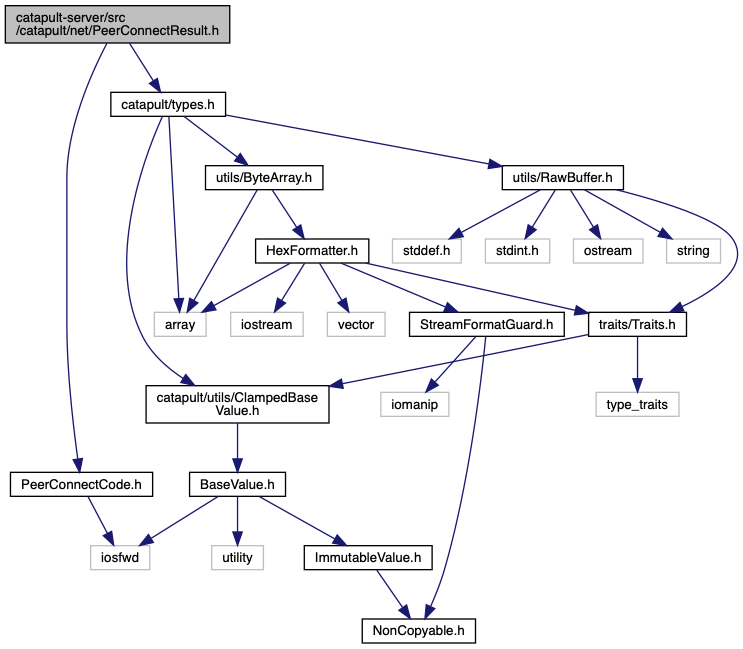 catapult-server/src
/catapult/net/PeerConnectResult.h
catapult/types.h
utils/ByteArray.h
utils/RawBuffer.h
HexFormatter.h
stddef.h
stdint.h
ostream
string
array
iostream
vector
StreamFormatGuard.h
traits/Traits.h
catapult/utils/ClampedBase
Value.h
iomanip
type_traits
PeerConnectCode.h
BaseValue.h
iosfwd
utility
ImmutableValue.h
NonCopyable.h